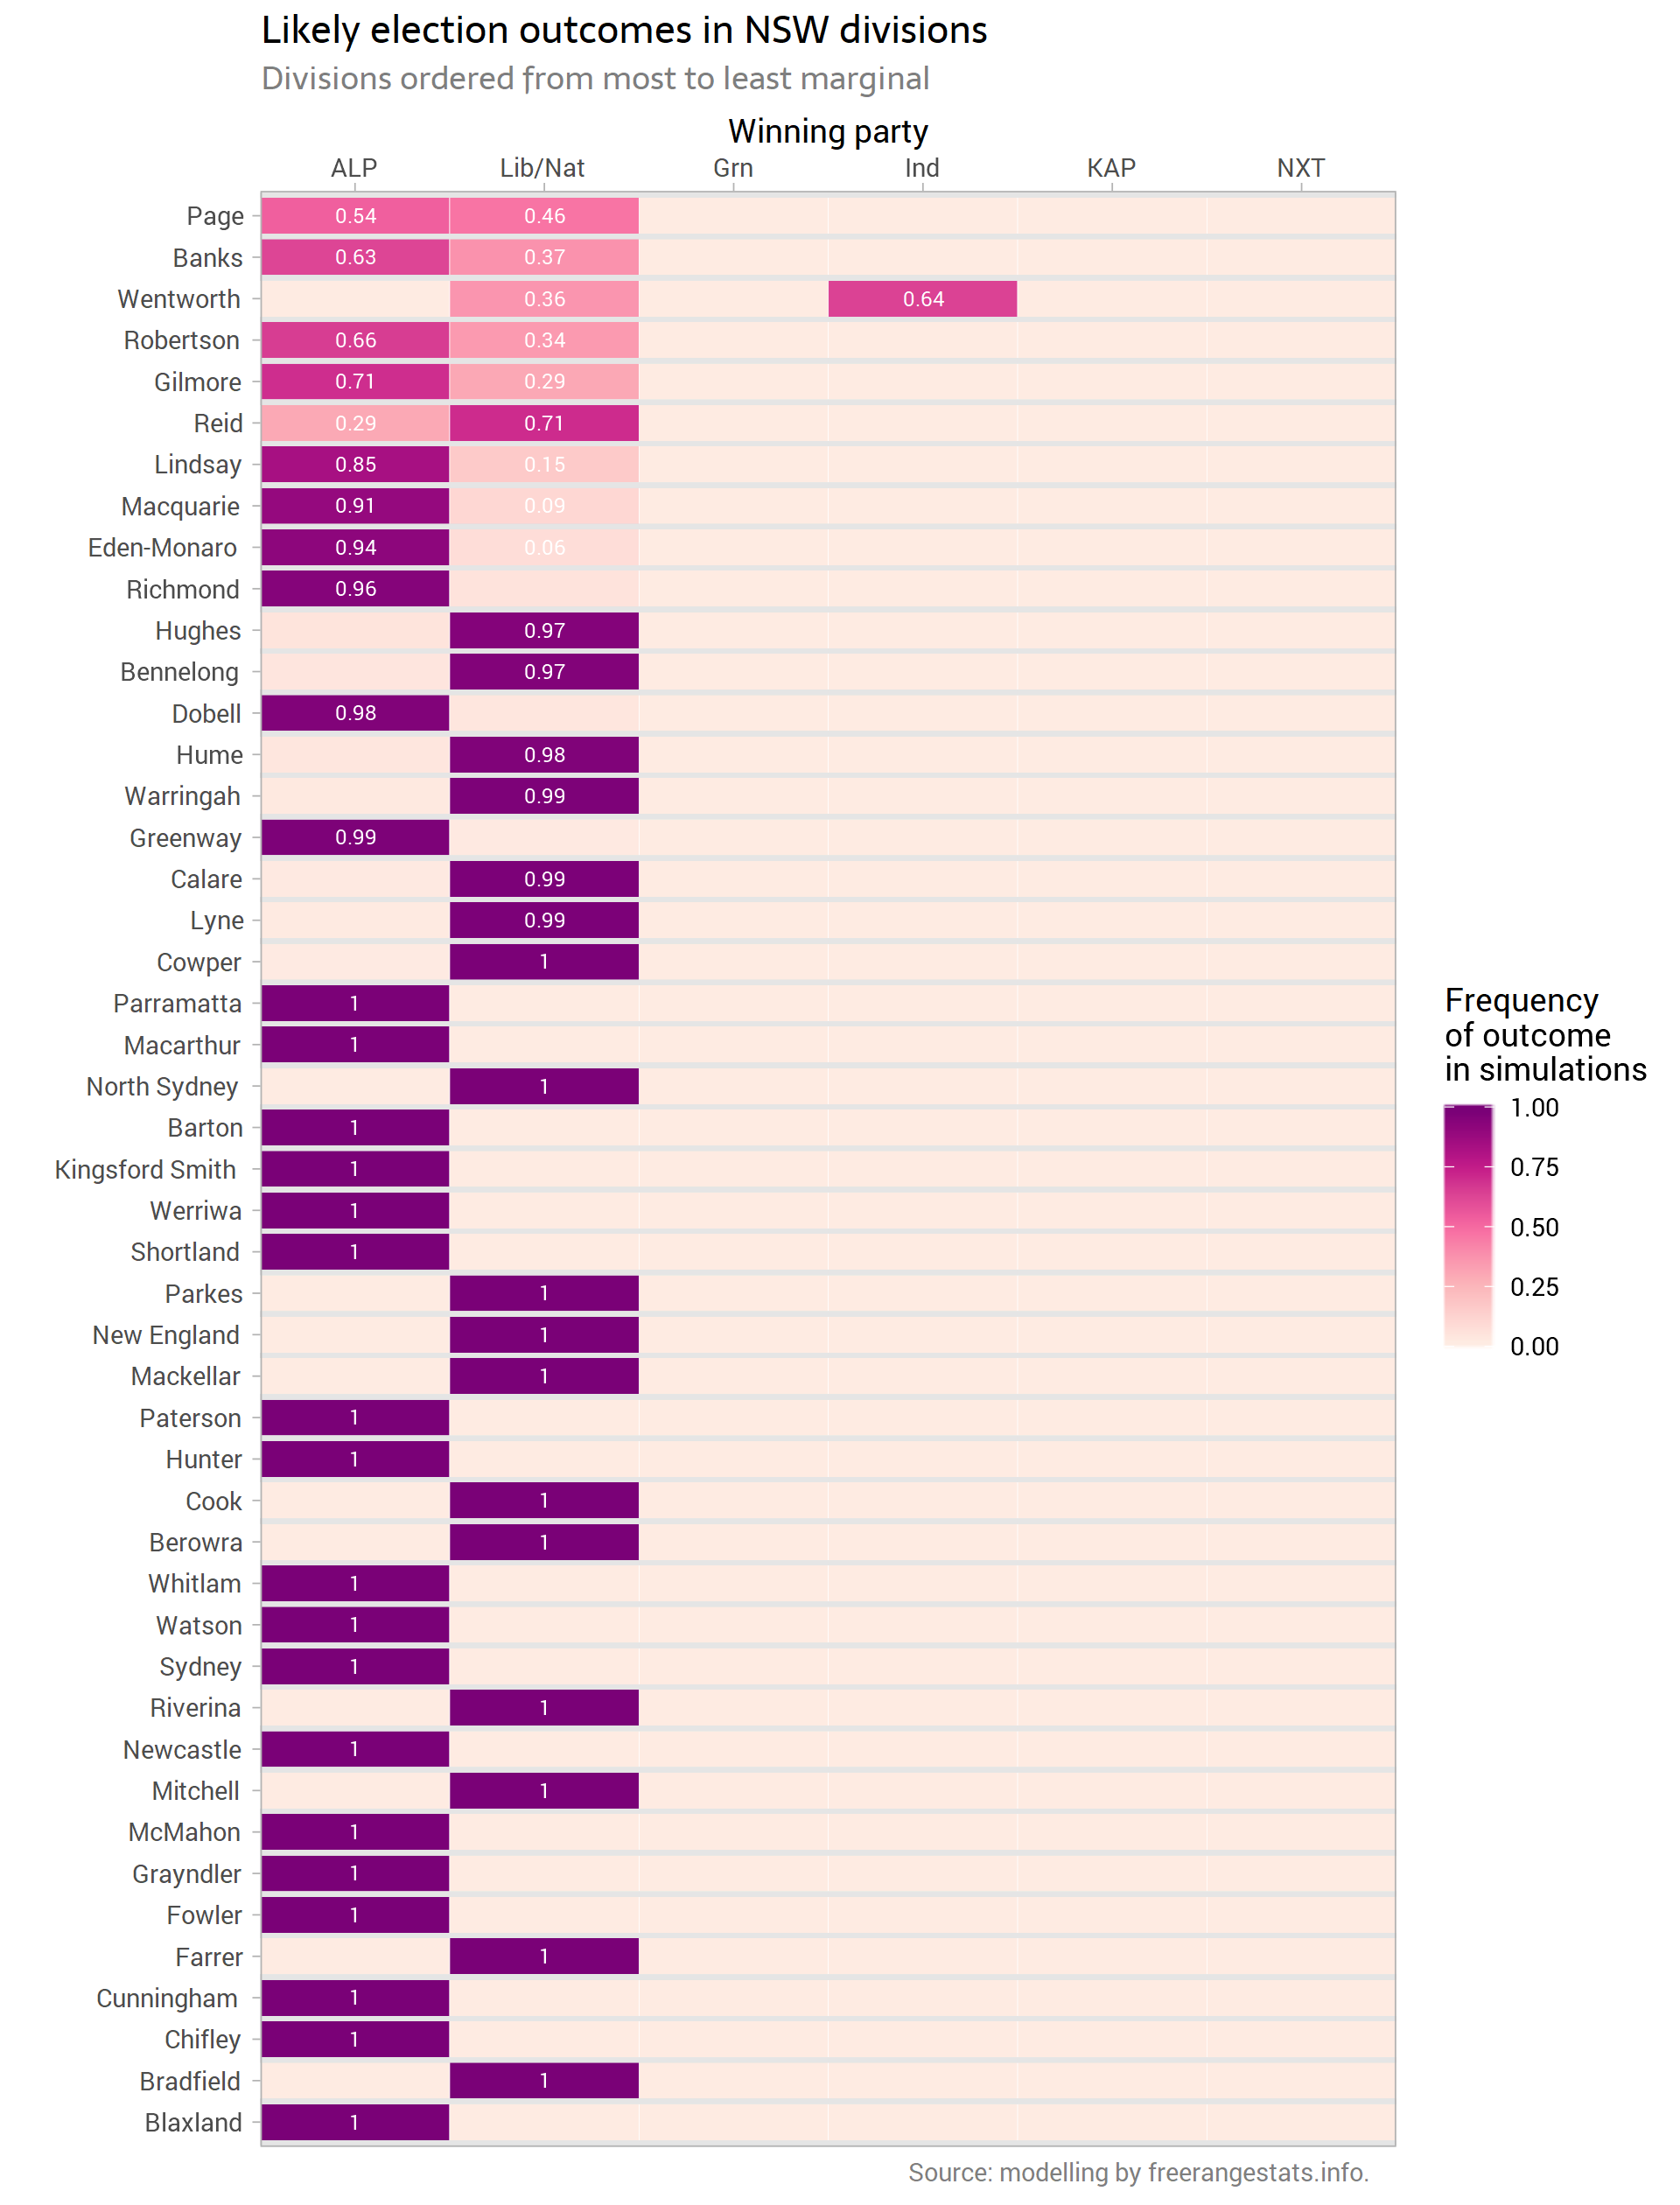 Likely election outcomes in NSW divisions
Divisions ordered from most to least marginal
Winning party
ALP Lib/Nat Grn Ind KAP NXT
Page 0.54 0.46
Banks 0.63 0.37
Wentworth 0.36 0.64
Robertson 0.66 0.34
Gilmore 0.71 0.29
Reid 0.29 0.71
Lindsay 0.85 0.15
Macquarie 0.91 0.09
Eden-Monaro 0.94 0.06
Richmond 0.96
Hughes 0.97
Bennelong 0.97
Dobell 0.98
Hume 0.98
Warringah 0.99
Greenway 0.99
Calare 0.99
Lyne 0.99
Cowper 1
Parramatta 1
Macarthur 1
North Sydney 1
Barton 1
Kingsford Smith 1
Werriwa 1
Shortland 1
Parkes 1
New England 1
Mackellar 1
Paterson 1
Hunter 1
Cook 1
Berowra 1
Whitlam 1
Watson 1
Sydney 1
Riverina 1
Newcastle 1
Mitchell 1
McMahon 1
Grayndler 1
Fowler 1
Farrer 1
Cunningham 1
Chifley 1
Bradfield 1
Blaxland 1
Frequency
of outcome
in simulations
1.00
0.75
0.50
0.25
0.00
Source: modelling by freerangestats.info.